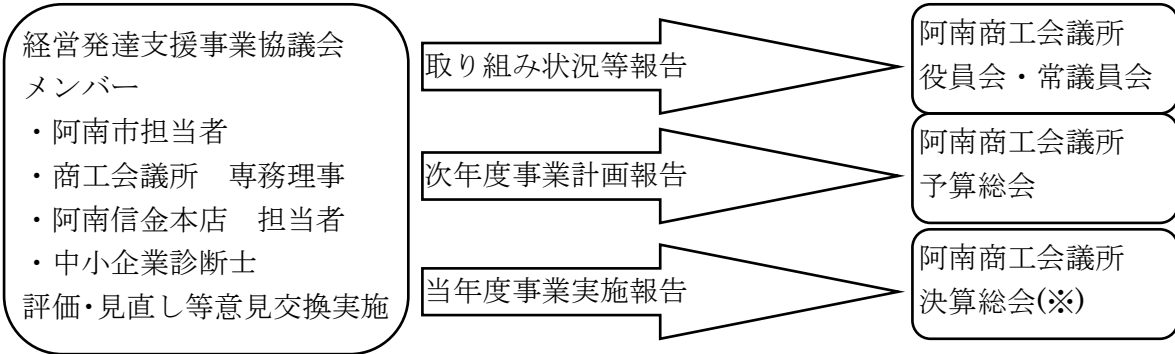 経営発達支援事業協議会
メンバー
・阿南市担当者
・商工会議所　専務理事
・阿南信金本店　担当者
・中小企業診断士
評価・見直し等意見交換実施
取り組み状況等報告
次年度事業計画報告
当年度事業実施報告
阿南商工会議所
役員会・常議員会
阿南商工会議所
予算総会
阿南商工会議所
決算総会(※)